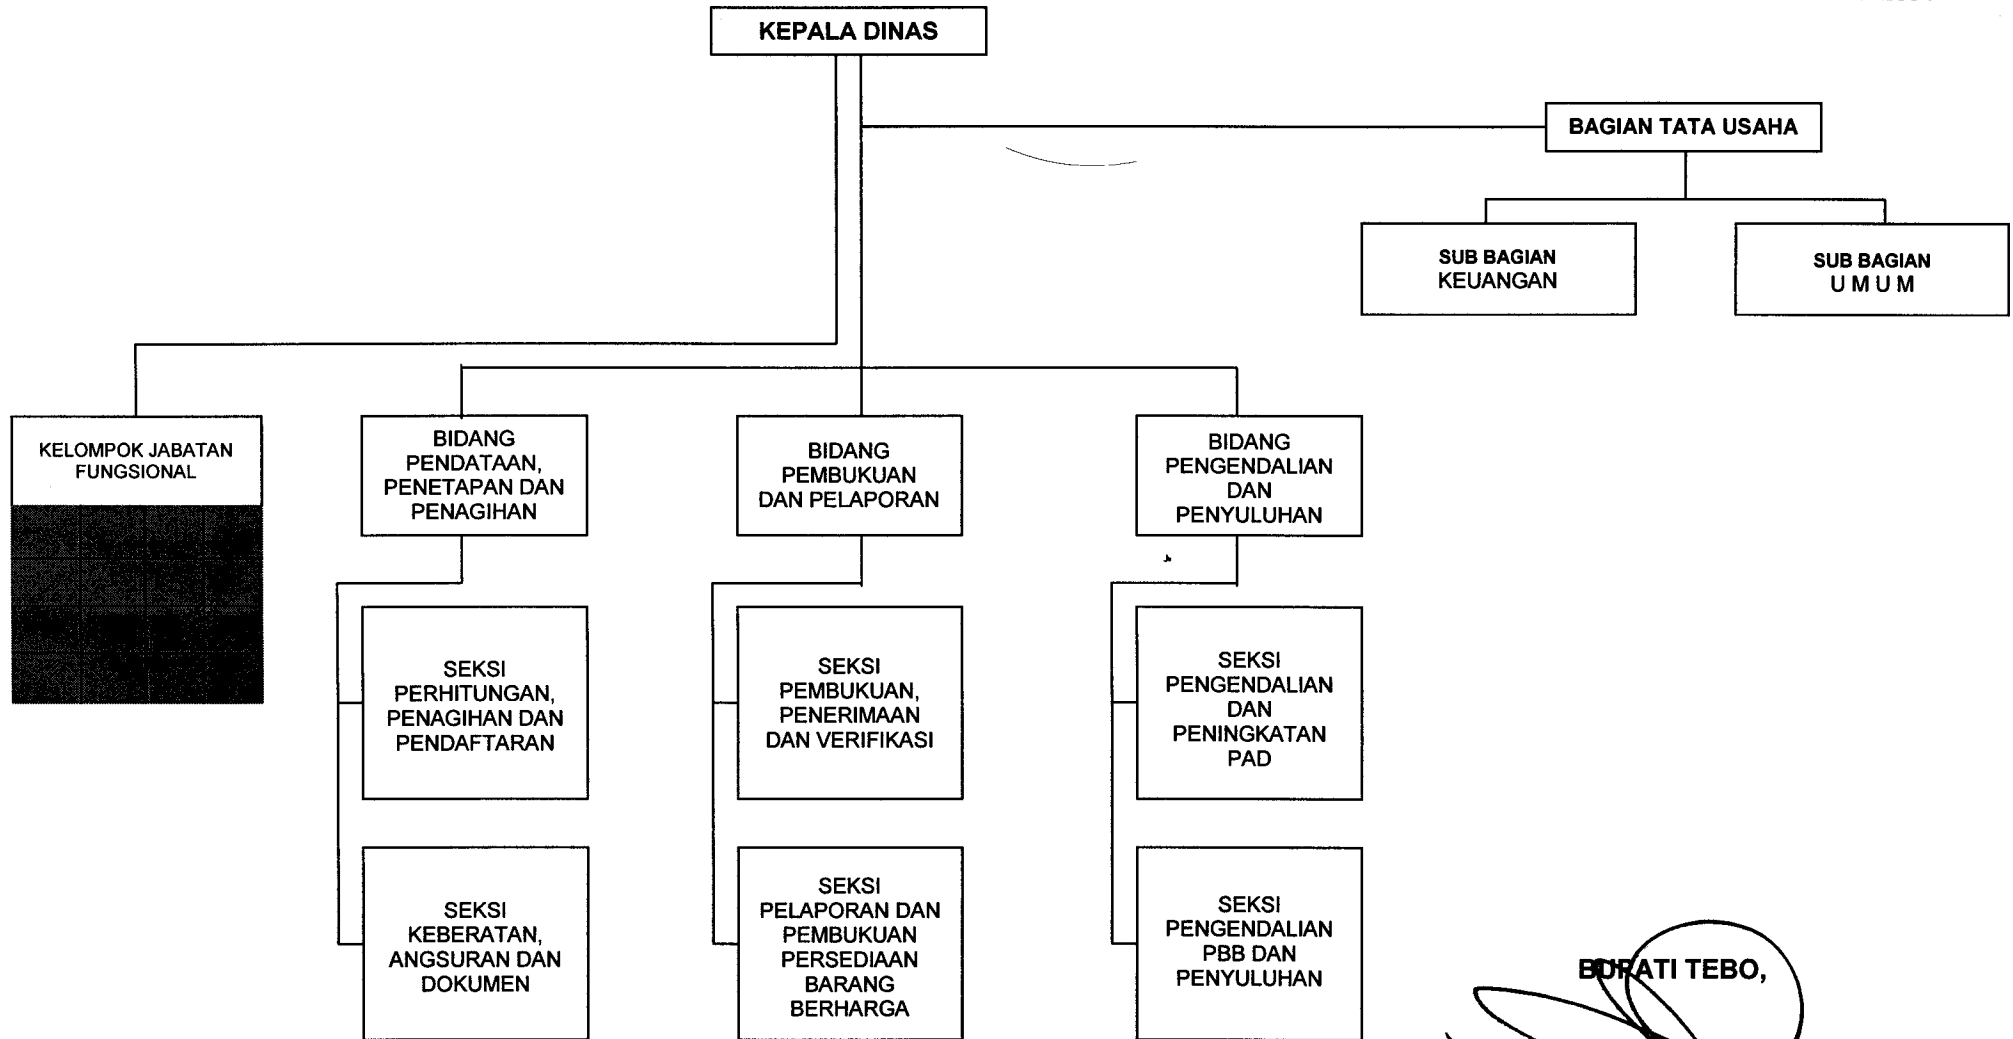 KEPALA DINAS
BAGIAN TATA USAHA
SUB BAGIAN
KEUANGAN
SUB BAGIAN
U M U M
KELOMPOK JABATAN
FUNGSIONAL
BIDANG
PENDATAAN,
PENETAPAN DAN
PENAGIHAN
BIDANG
PEMBUKUAN
DAN PELAPORAN
BIDANG
PENGENDALIAN
DAN
PENYULUHAN
SEKSI
PERHITUNGAN,
PENAGIHAN DAN
PENDAFTARAN
SEKSI
PEMBUKUAN,
PENERIMAAN
DAN VERIFIKASI
SEKSI
PENGENDALIAN
DAN
PENINGKATAN
PAD
SEKSI
KEBERATAN,
ANGSURAN DAN
DOKUMEN
SEKSI
PELAPORAN DAN
PEMBUKUAN
PERSEDIAAN
BARANG
BERHARGA
SEKSI
PENGENDALIAN
PBB DAN
PENYULUHAN
BUPATI TEBO,